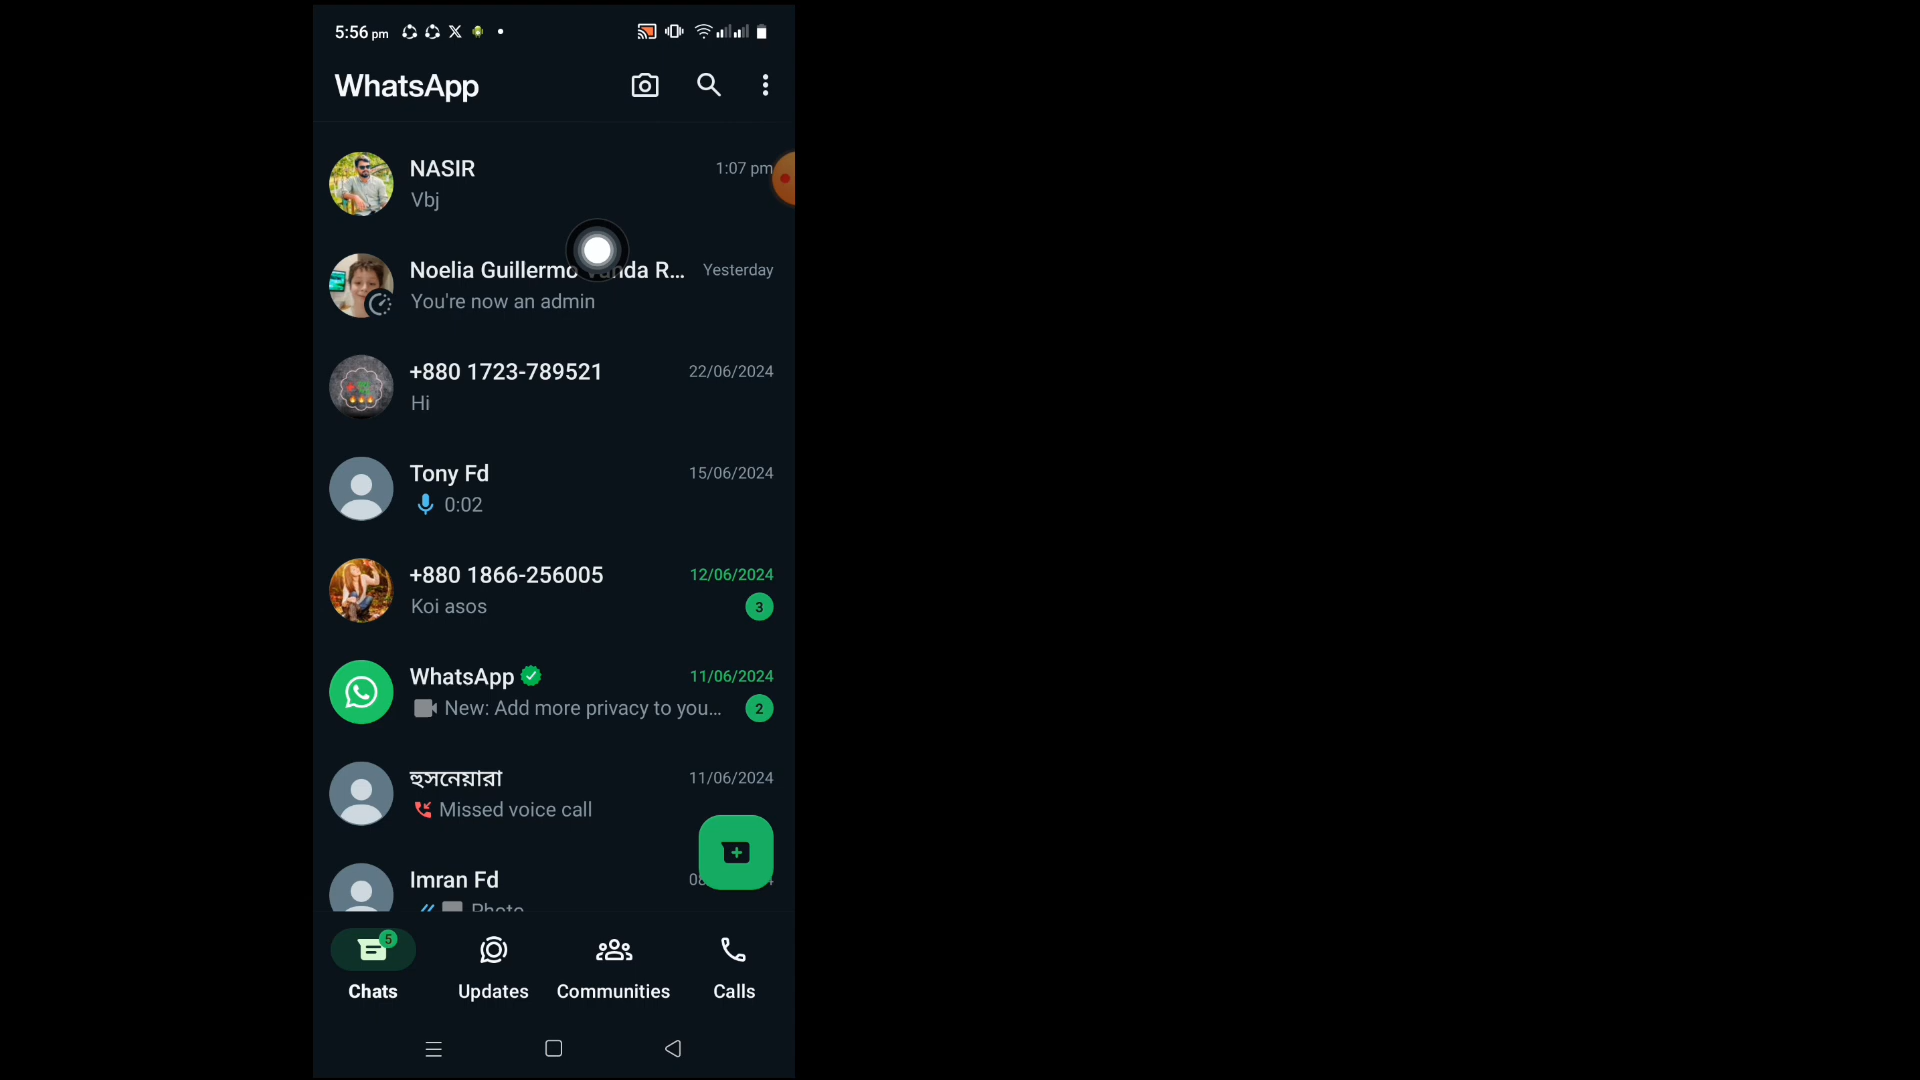 5:56 pm
WhatsApp
NASIR
1:07 pm
Vbj
Noelia Guillermo R...
Yesterday
You're now an admin
+880 1723-789521
22/06/2024
Hi
Tony Fd
15/06/2024
0:02
+880 1866-256005
12/06/2024
Koi asos
3
WhatsApp
11/06/2024
New: Add more privacy to you...
2
হুসনেয়ারা
11/06/2024
Missed voice call
Imran Fd
Photo
5
Chats
Updates
Communities
Calls